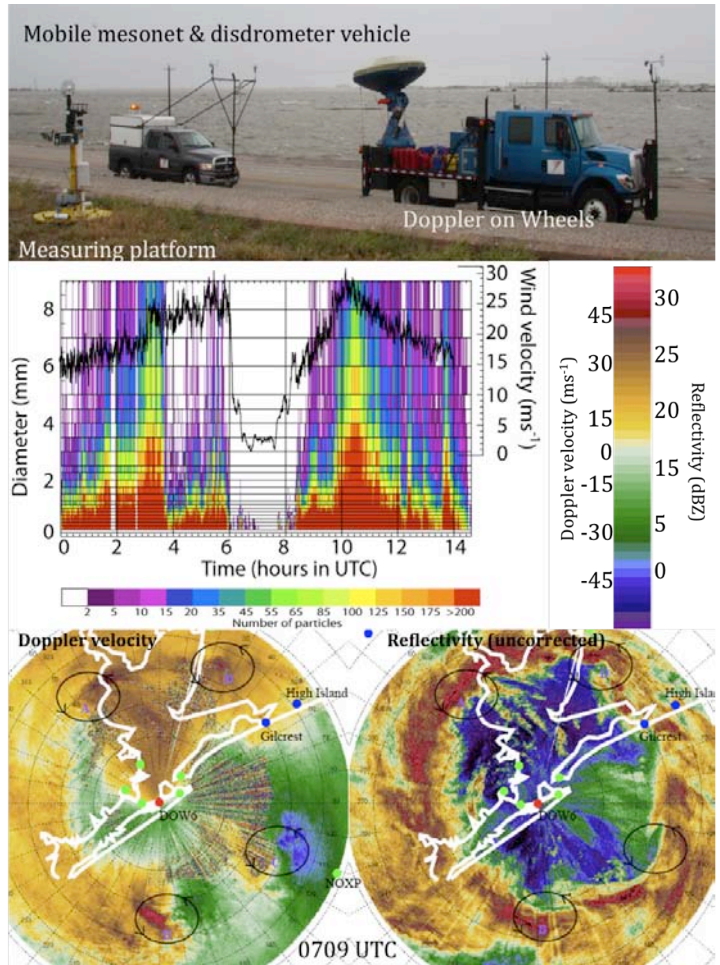 Mobile mesonet & disdrometer vehicle
Doppler on Wheels
Measuring platform
8
6
4
2
0
Diameter (mm)
30
25
20
15
10
5
0
Wind velocity (ms-1)
0 2 4 6 8 10 12 14
Time (hours in UTC)
2 5 10 15 35 45 55 65 85 100 125 150 175 >200
Number of particles
Doppler velocity (ms-1)
45
30
15
0
-15
-30
-45
30
25
20
15
5
0
Reflectivity (dBZ)
Doppler velocity
High Island
Gilcrest
DOW6
NOXP
Reflectivity (uncorrected)
High Island
Gilcrest
DOW6
0709 UTC